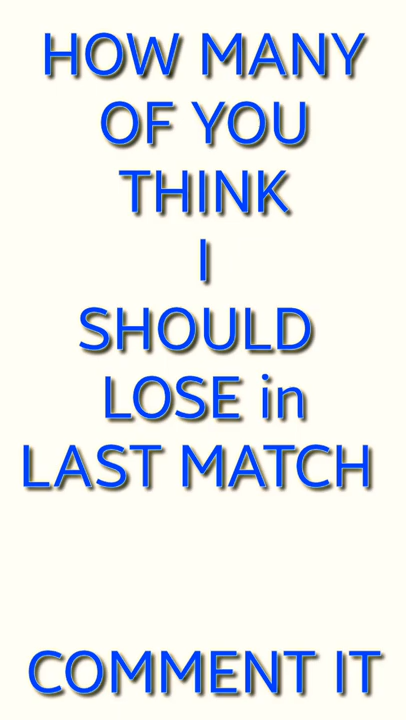 HOW MANY
OF YOU
THINK
I
SHOULD
LOSE in
LAST MATCH
COMMENT IT